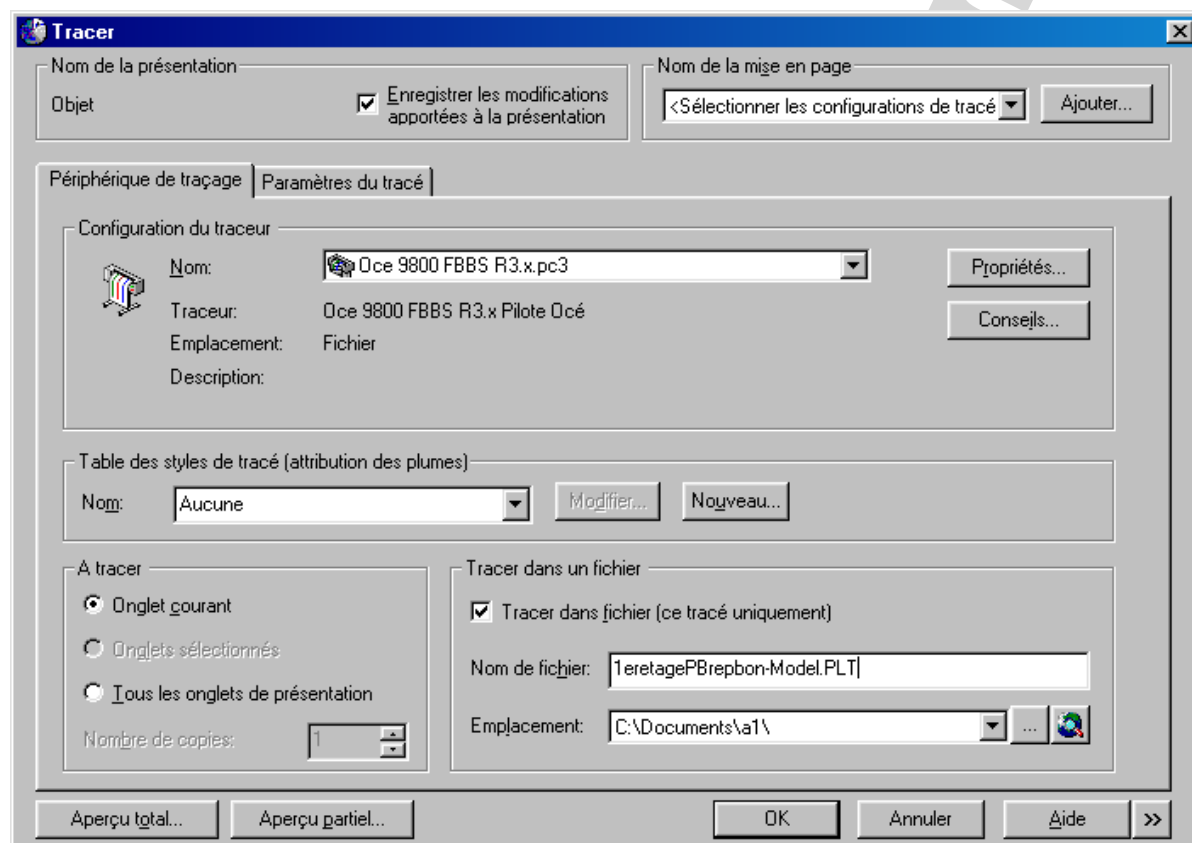 Tracer
Nom de la présentation
Objet
Enregistrer les modifications
apportées à la présentation
Nom de la mise en page
<Sélectionner les configurations de tracé
Ajouter...
Périphérique de traçage
Paramètres du tracé
Configuration du traceur
Nom:
Oce 9800 FBBS R3.x.pc3
Propriétés...
Traceur:
Oce 9800 FBBS R3.x Pilote Océ
Conseils...
Emplacement:
Fichier
Description:
Table des styles de tracé (attribution des plumes)
Nom:
Aucune
Modifier...
Nouveau...
A tracer
Onglet courant
Onglets sélectionnés
Tous les onglets de présentation
Nombre de copies:
1
Tracer dans un fichier
Tracer dans fichier (ce tracé uniquement)
Nom de fichier:
1eretagePBrepbon-Model.PLT
Emplacement:
C:\Documents\a1\
...
Aperçu total...
Aperçu partiel...
OK
Annuler
Aide
>>